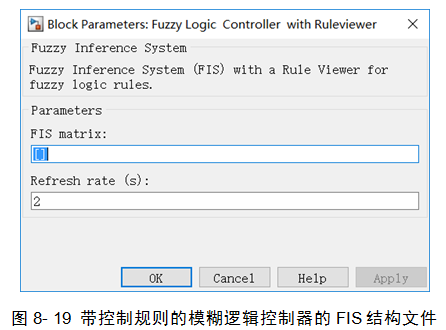 Block Parameters: Fuzzy Logic Controller with Ruleviewer
Fuzzy Inference System
Fuzzy Inference System (FIS) with a Rule Viewer for
fuzzy logic rules.
Parameters
FIS matrix:
[]
Refresh rate (s):
2
OK Cancel Help Apply
图 8- 19 带控制规则的模糊逻辑控制器的 FIS 结构文件